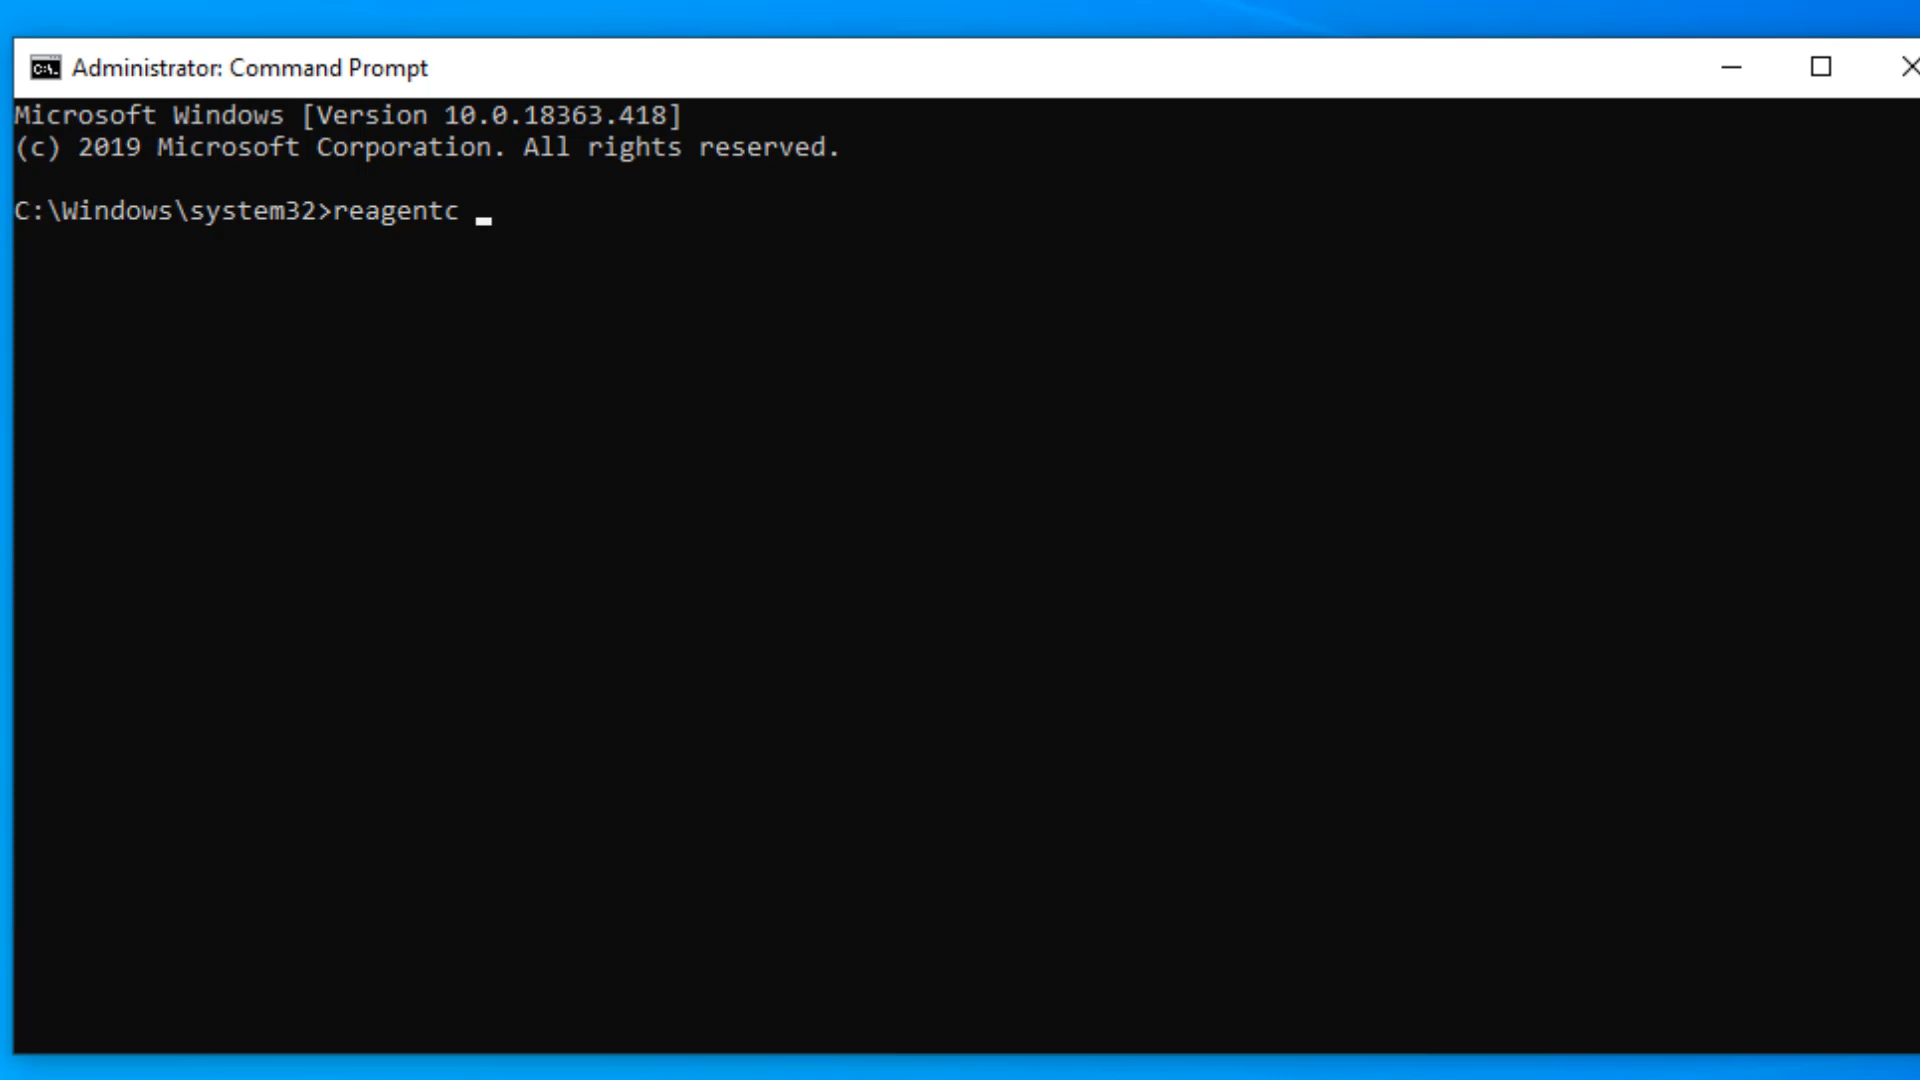 Administrator: Command Prompt
Microsoft Windows [Version 10.0.18363.418]
(c) 2019 Microsoft Corporation. All rights reserved.
C:\Windows\system32>reagentc